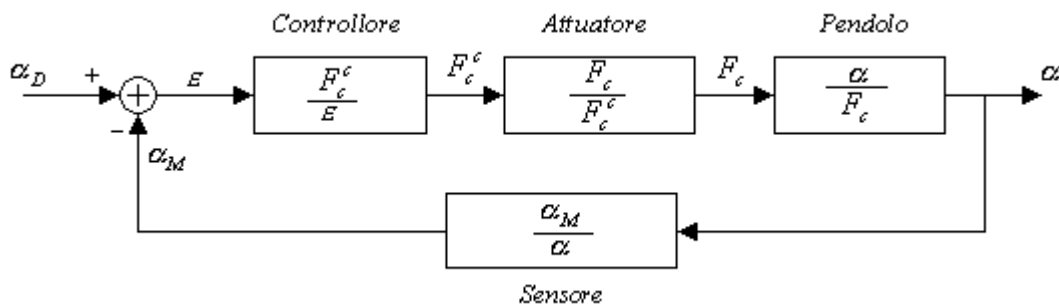 Controllore Attuatore Pendolo
α_D + ε F_c^c/ε F_c^c F_c/F_c^c F_c α/F_c α
−
α_M
α_M/α
Sensore